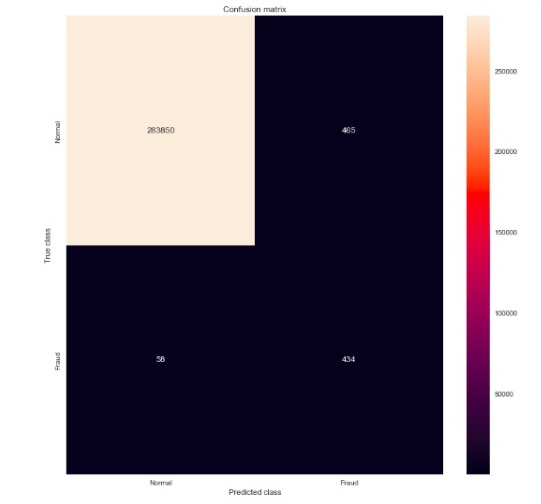 Confusion matrix
Normal
283850
465
250000
200000
True class
150000
100000
Fraud
58
434
50000
Normal
Fraud
Predicted class